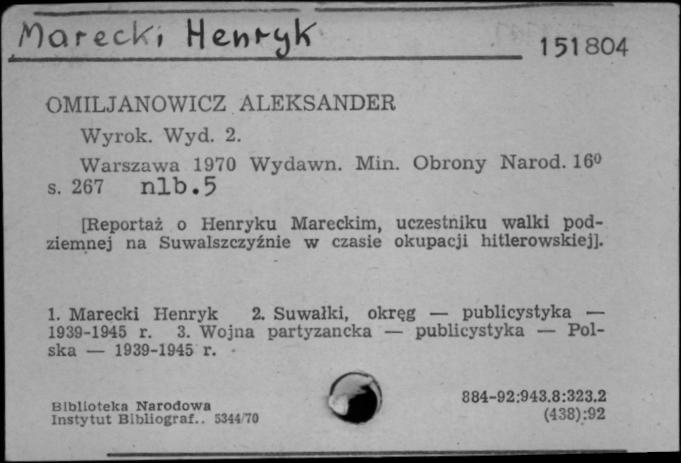 Marecki Henryk
151804
OMILJANOWICZ ALEKSANDER
Wyrok. Wyd. 2.
Warszawa 1970 Wydawn. Min. Obrony Narod. 16⁰
s. 267 nlb.5
[Reportaż o Henryku Mareckim, uczestniku walki pod-
ziemnej na Suwalszczyźnie w czasie okupacji hitlerowskiej].
1. Marecki Henryk 2. Suwałki, okręg — publicystyka —
1939-1945 r. 3. Wojna partyzancka — publicystyka — Pol-
ska — 1939-1945 r.
Biblioteka Narodowa
Instytut Bibliograf.. 5344/70
884-92:943.8:323.2
(438):92